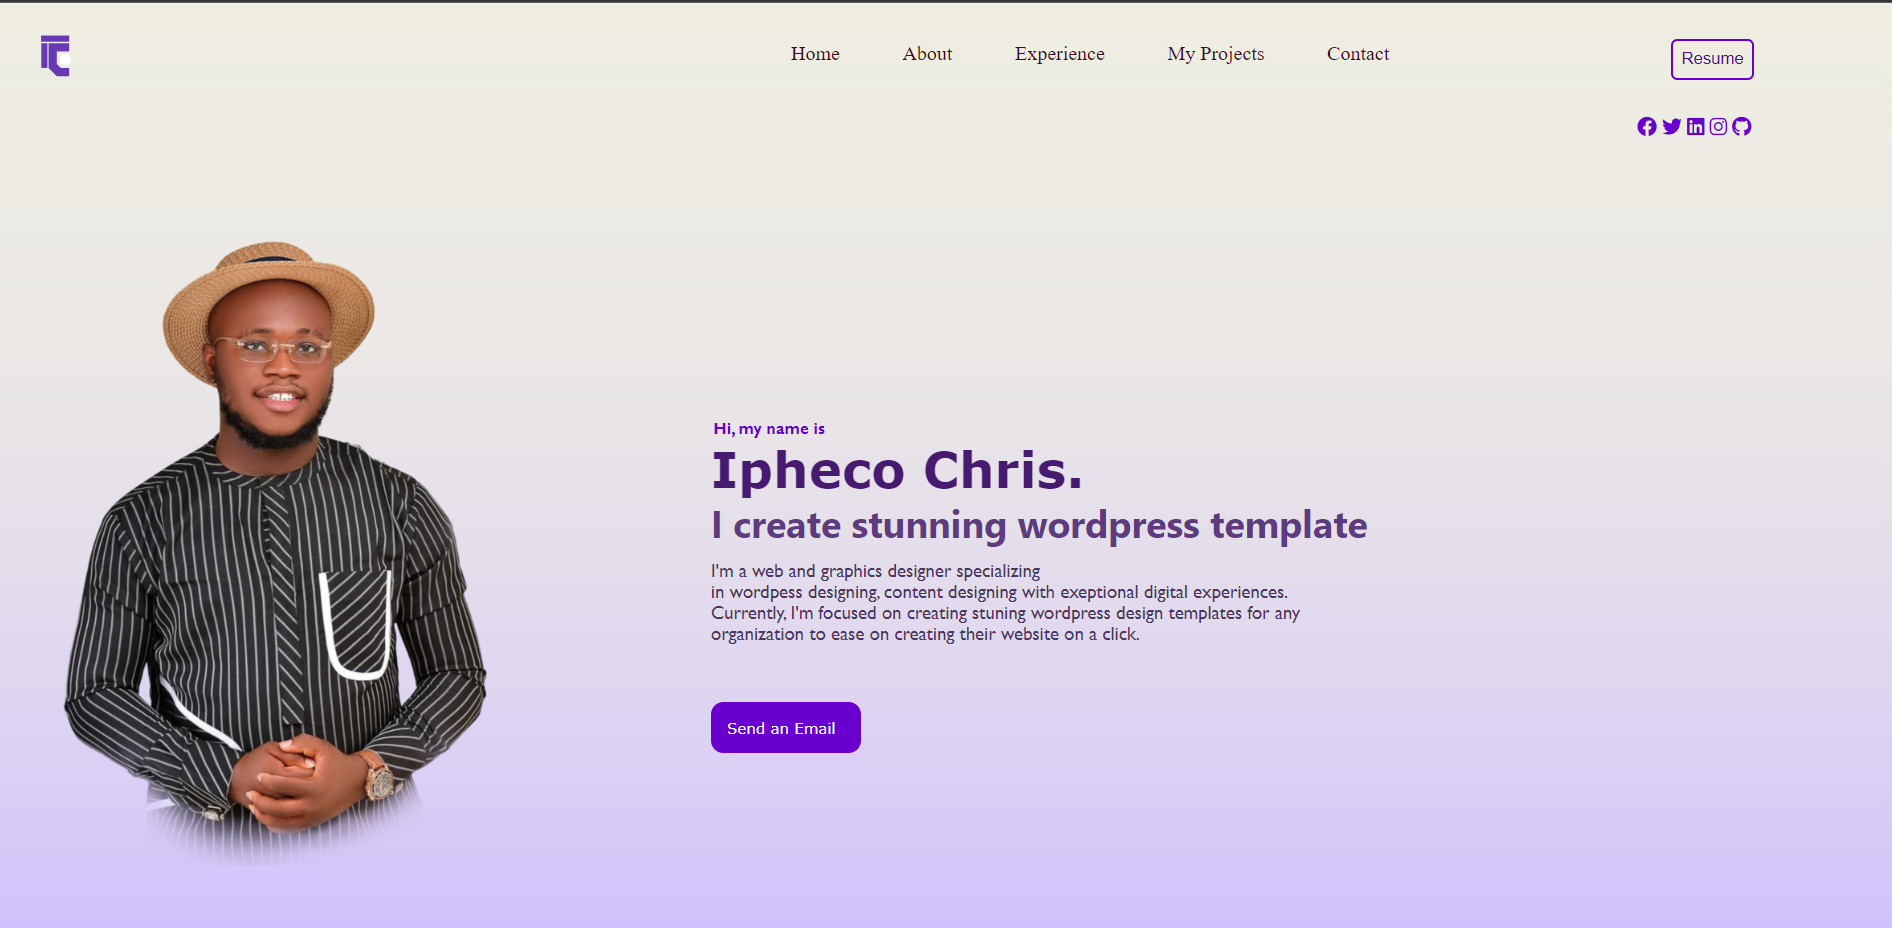 Home About Experience My Projects Contact Resume
Hi, my name is
Ipheco Chris.
I create stunning wordpress template
I'm a web and graphics designer specializing
in wordpess designing, content designing with exeptional digital experiences.
Currently, I'm focused on creating stuning wordpress design templates for any
organization to ease on creating their website on a click.
Send an Email